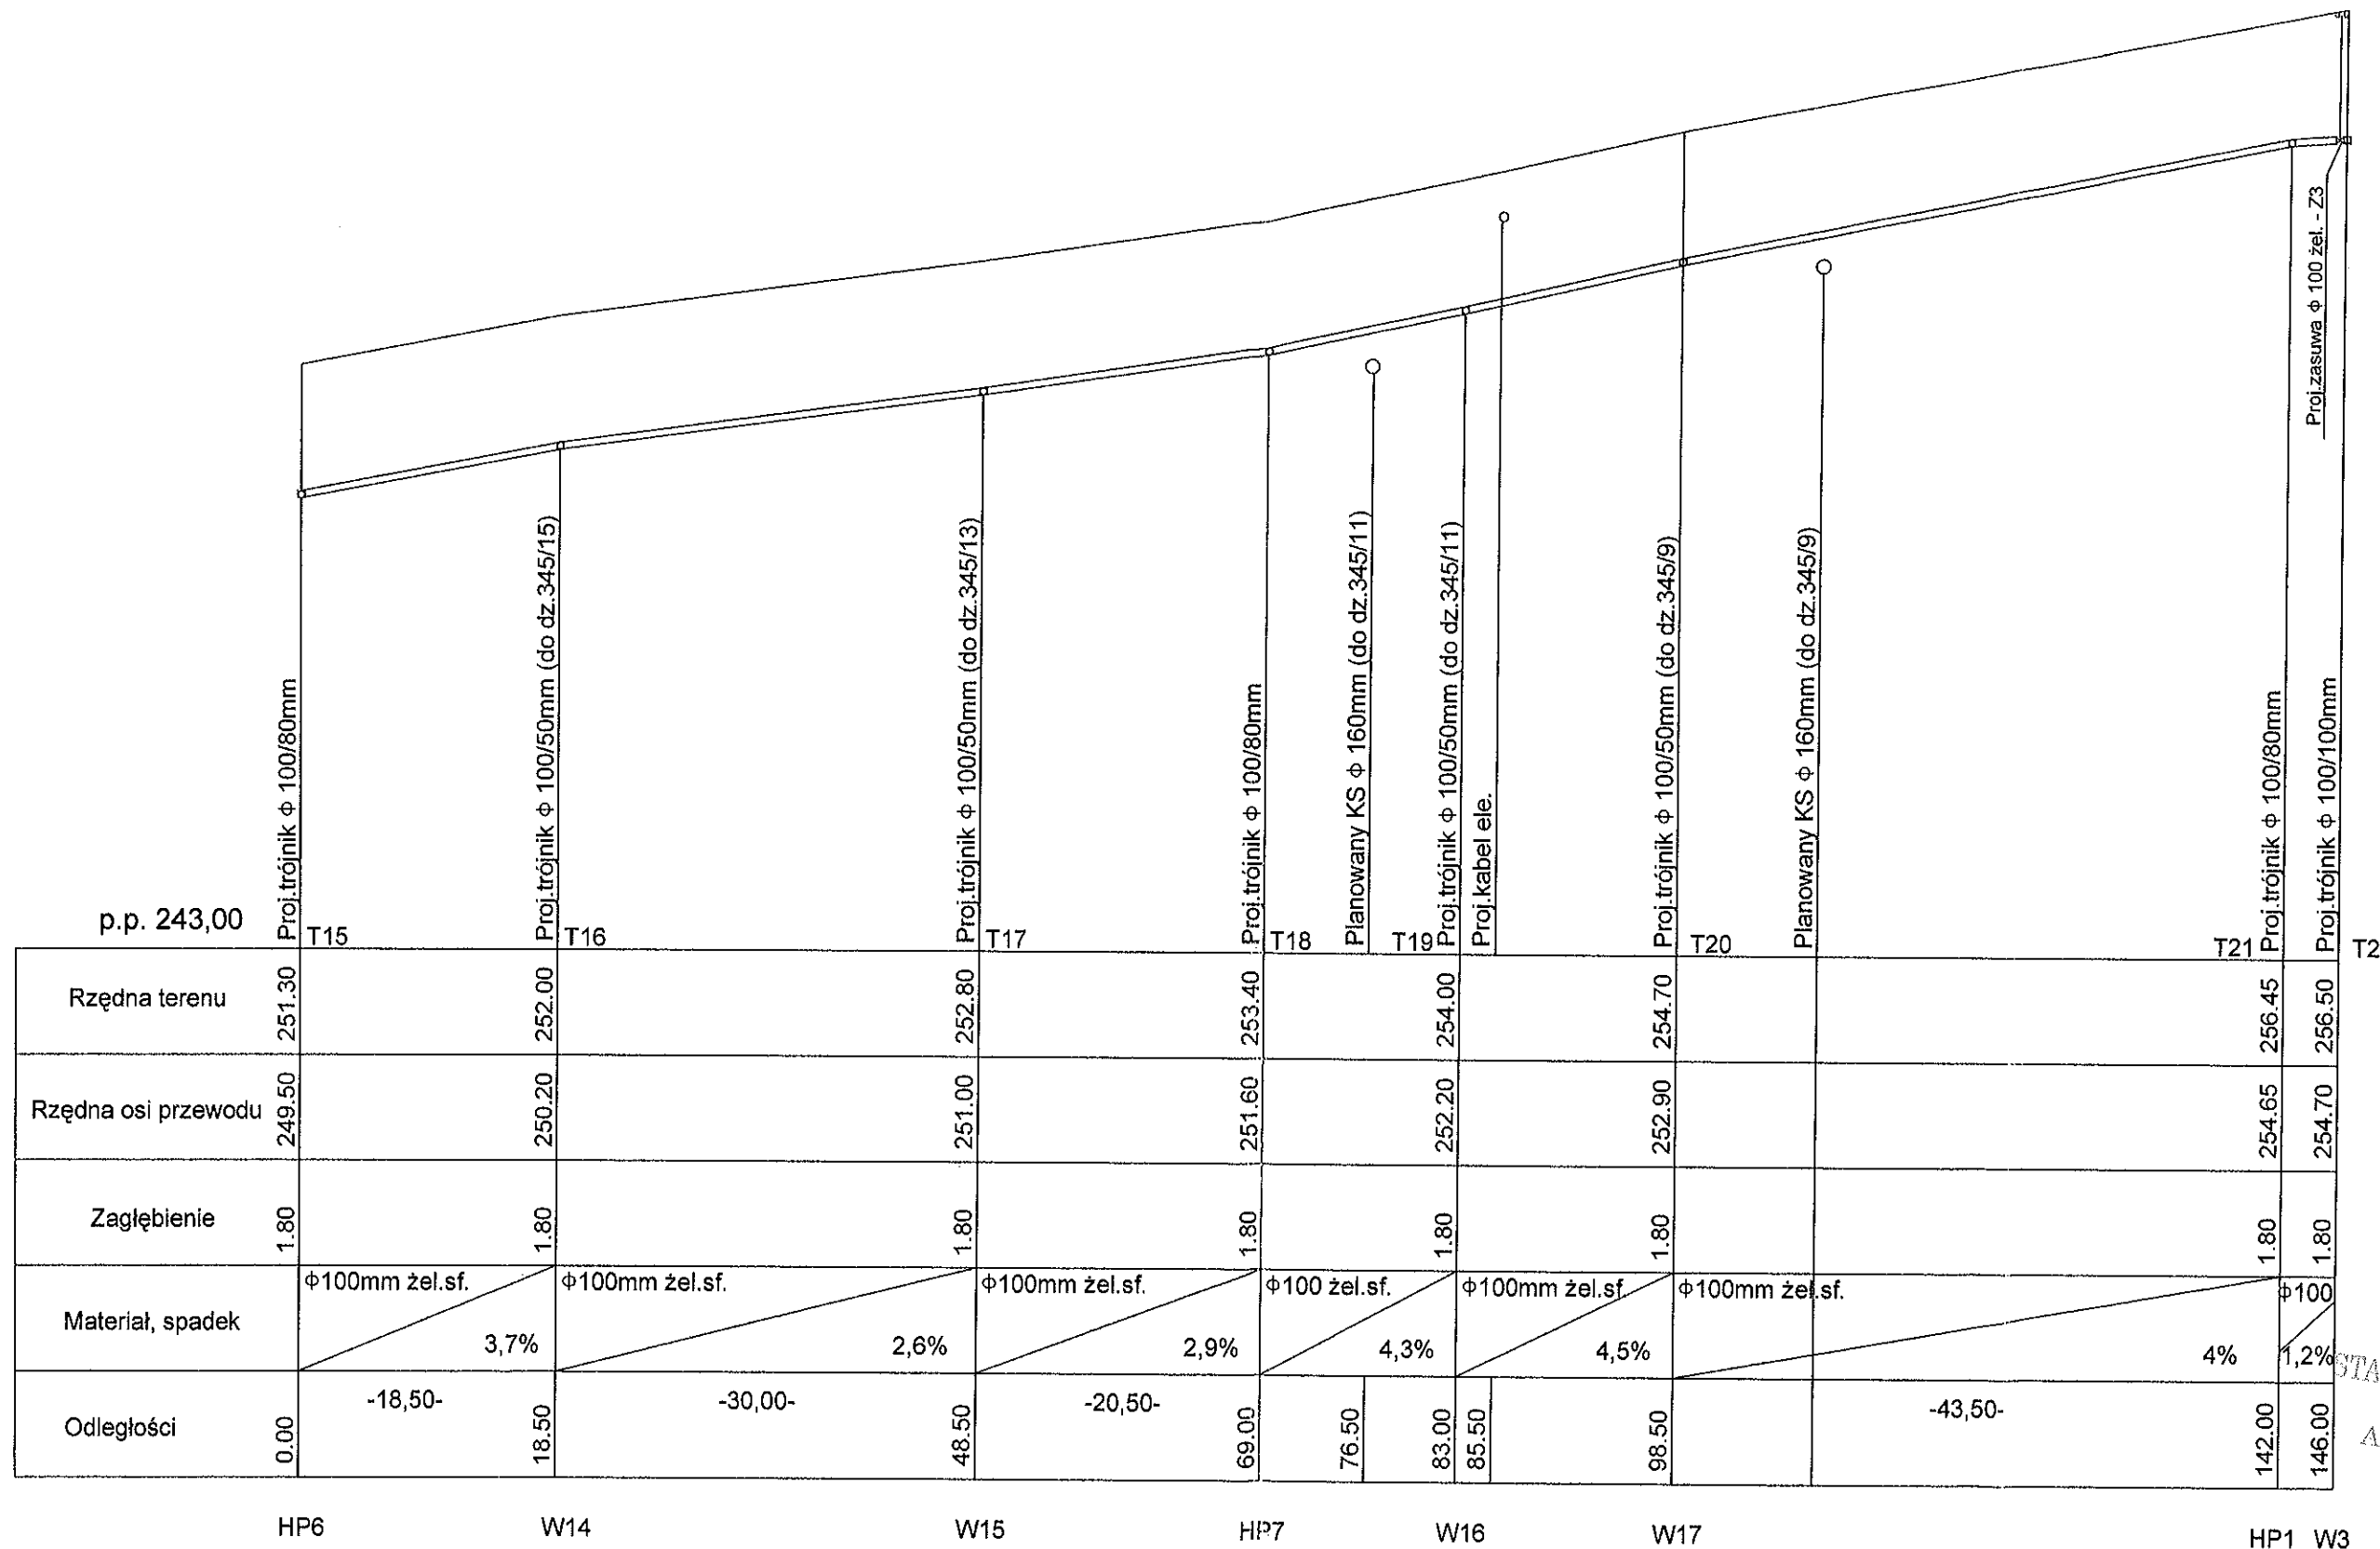 Proj.zasuwa ϕ 100 żel. - Z3
p.p. 243,00
Proj.trójnik ϕ 100/80mm
T15
Proj.trójnik ϕ 100/50mm (do dz.345/15)
T16
Proj.trójnik ϕ 100/50mm (do dz.345/13)
T17
Proj.trójnik ϕ 100/80mm
T18
Planowany KS ϕ 160mm (do dz.345/11)
T19
Proj.trójnik ϕ 100/50mm (do dz.345/11)
Proj.kabel ele.
Proj.trójnik ϕ 100/50mm (do dz.345/9)
T20
Planowany KS ϕ 160mm (do dz.345/9)
T21
Proj.trójnik ϕ 100/80mm
Proj.trójnik ϕ 100/100mm
T2
Rzędna terenu 251.30 252.00 252.80 253.40 254.00 254.70 256.45 256.50
Rzędna osi przewodu 249.50 250.20 251.00 251.60 252.20 252.90 254.65 254.70
Zagłębienie 1.80 1.80 1.80 1.80 1.80 1.80 1.80 1.80
ϕ100mm żel.sf. ϕ100mm żel.sf. ϕ100mm żel.sf. ϕ100 żel.sf. ϕ100mm żel.sf. ϕ100mm żel.sf. ϕ100
Materiał, spadek 3,7% 2,6% 2,9% 4,3% 4,5% 4% 1,2%
STA
-18,50- -30,00- -20,50- -43,50-
Odległości 0.00 18.50 48.50 69.00 76.50 83.00 85.50 98.50 142.00 146.00
HP6 W14 W15 HP7 W16 W17 HP1 W3